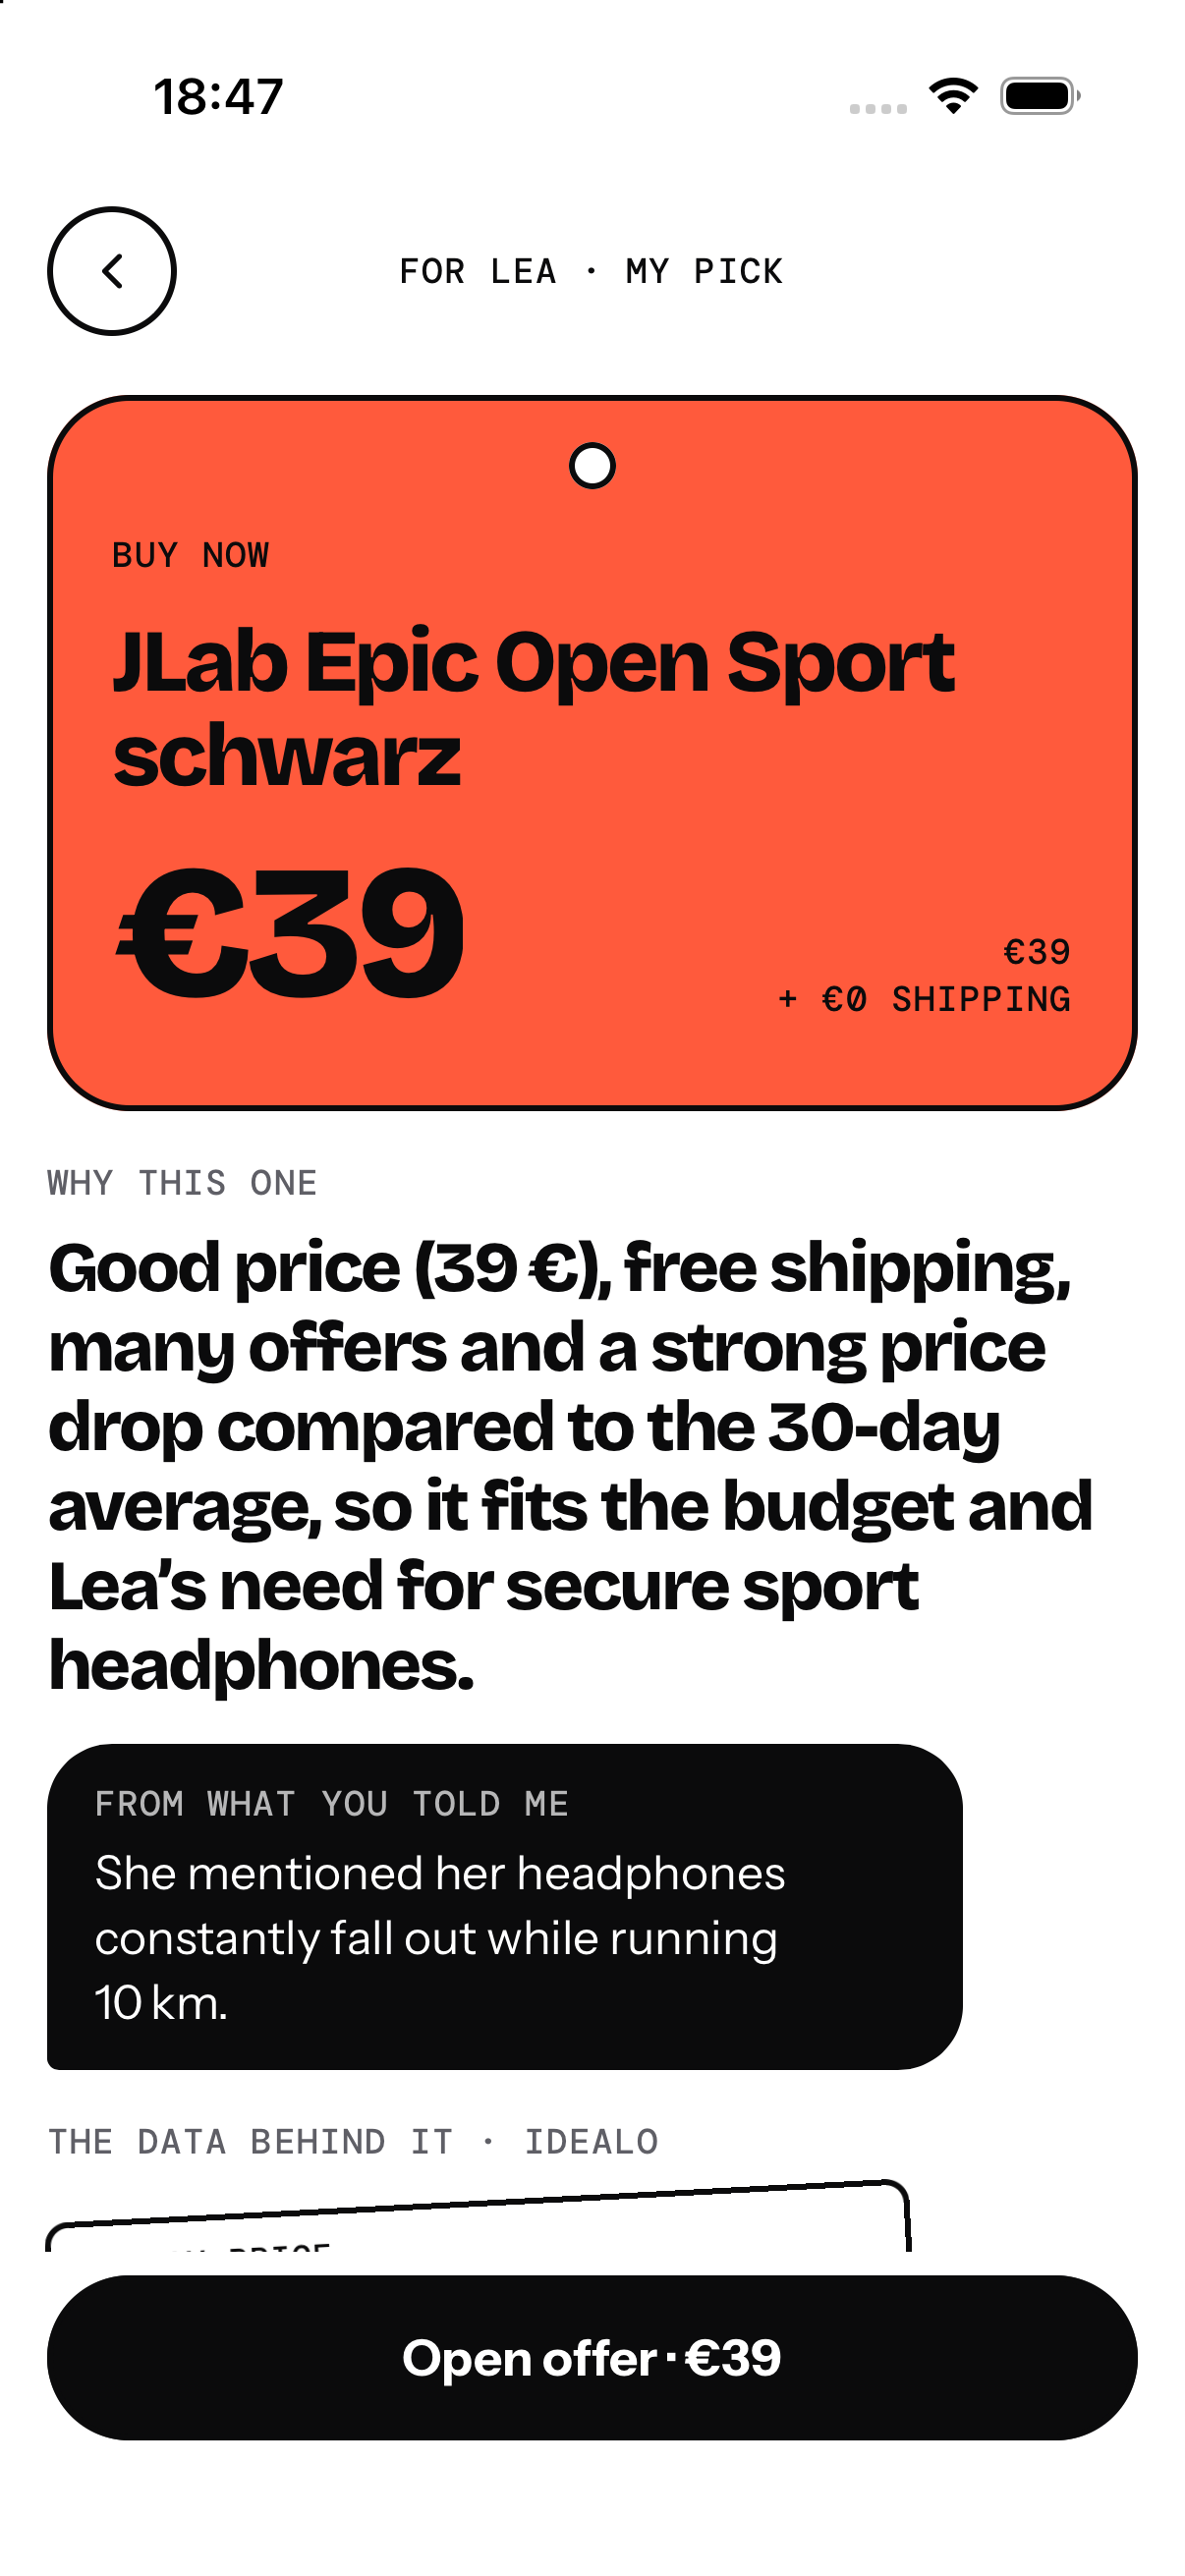 18:47
FOR LEA · MY PICK
BUY NOW
JLab Epic Open Sport
schwarz
€39
€39
+ €0 SHIPPING
WHY THIS ONE
Good price (39 €), free shipping,
many offers and a strong price
drop compared to the 30-day
average, so it fits the budget and
Lea’s need for secure sport
headphones.
FROM WHAT YOU TOLD ME
She mentioned her headphones
constantly fall out while running
10 km.
THE DATA BEHIND IT · IDEALO
PRICE
Open offer · €39